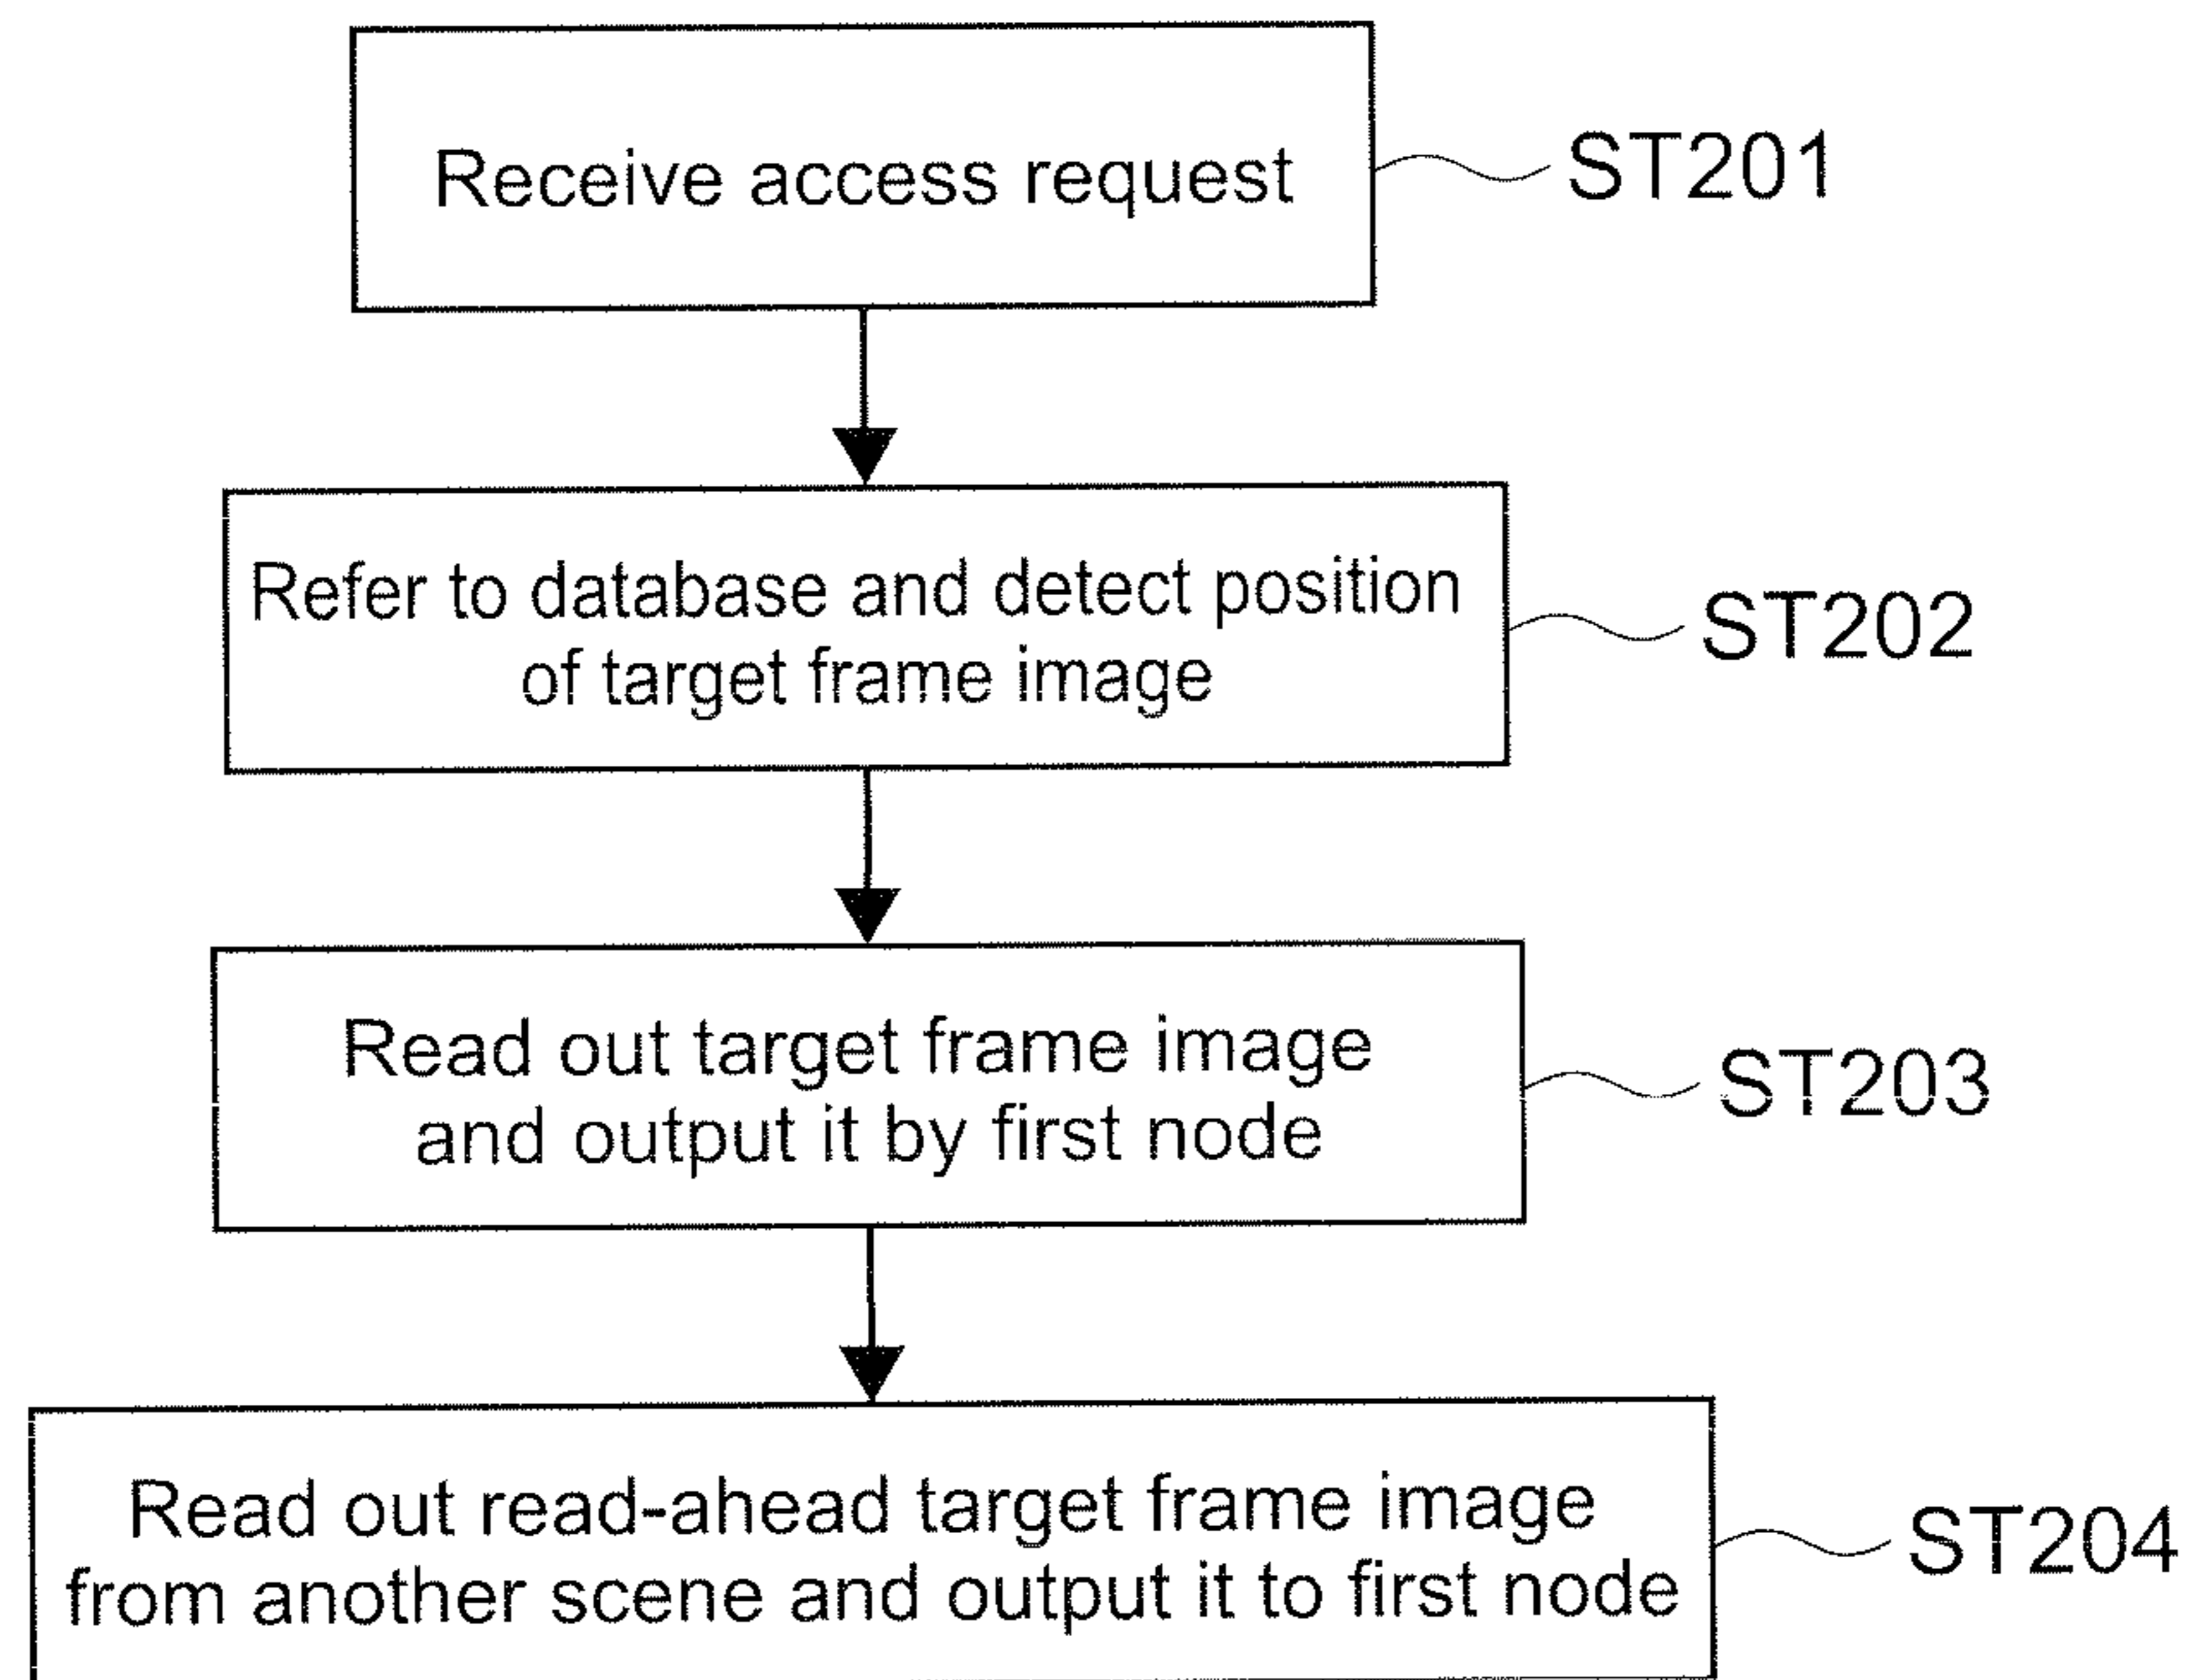 Receive access request
ST201
Refer to database and detect position
of target frame image
ST202
Read out target frame image
and output it by first node
ST203
Read out read-ahead target frame image
from another scene and output it to first node
ST204